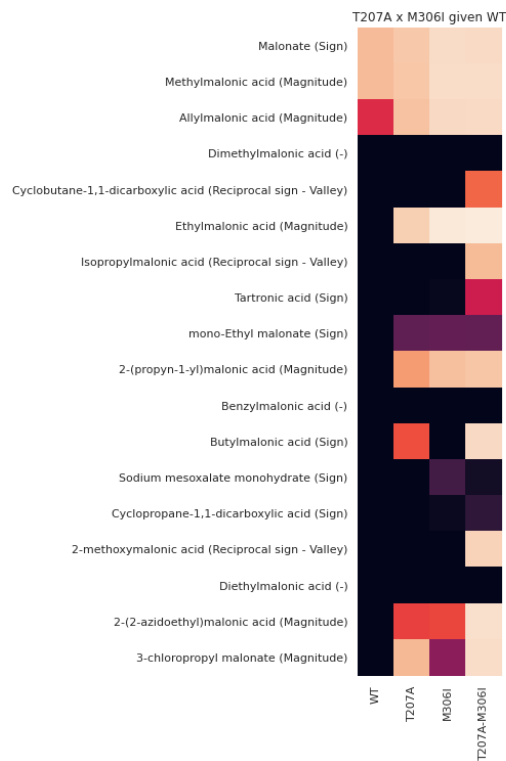 T207A x M306I given WT
Malonate (Sign)
Methylmalonic acid (Magnitude)
Allylmalonic acid (Magnitude)
Dimethylmalonic acid (-)
Cyclobutane-1,1-dicarboxylic acid (Reciprocal sign - Valley)
Ethylmalonic acid (Magnitude)
Isopropylmalonic acid (Reciprocal sign - Valley)
Tartronic acid (Sign)
mono-Ethyl malonate (Sign)
2-(propyn-1-yl)malonic acid (Magnitude)
Benzylmalonic acid (-)
Butylmalonic acid (Sign)
Sodium mesoxalate monohydrate (Sign)
Cyclopropane-1,1-dicarboxylic acid (Sign)
2-methoxymalonic acid (Reciprocal sign - Valley)
Diethylmalonic acid (-)
2-(2-azidoethyl)malonic acid (Magnitude)
3-chloropropyl malonate (Magnitude)
WT
T207A
M306I
T207A-M306I